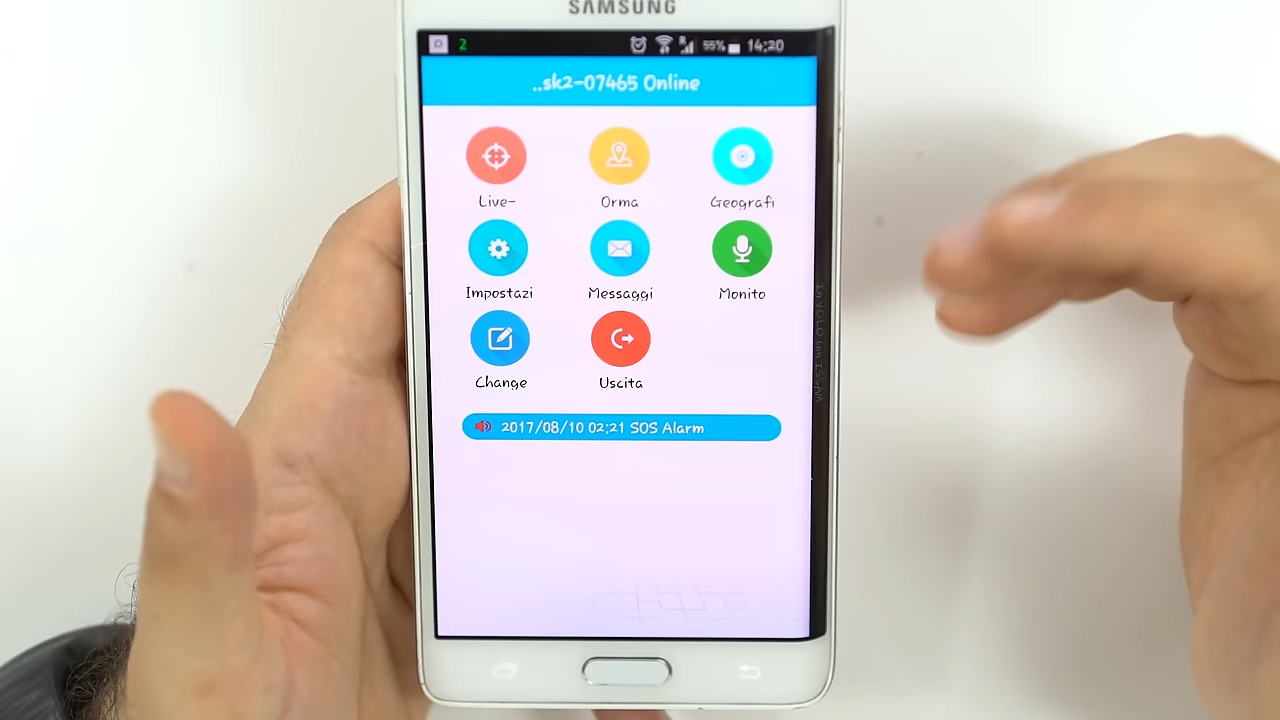 SAMSUNG
2 55% 14:20
..sk2-07465 Online
Live- Orma Geografi
Impostazi Messaggi Monito
Change Uscita
2017/08/10 02:21 SOS Alarm